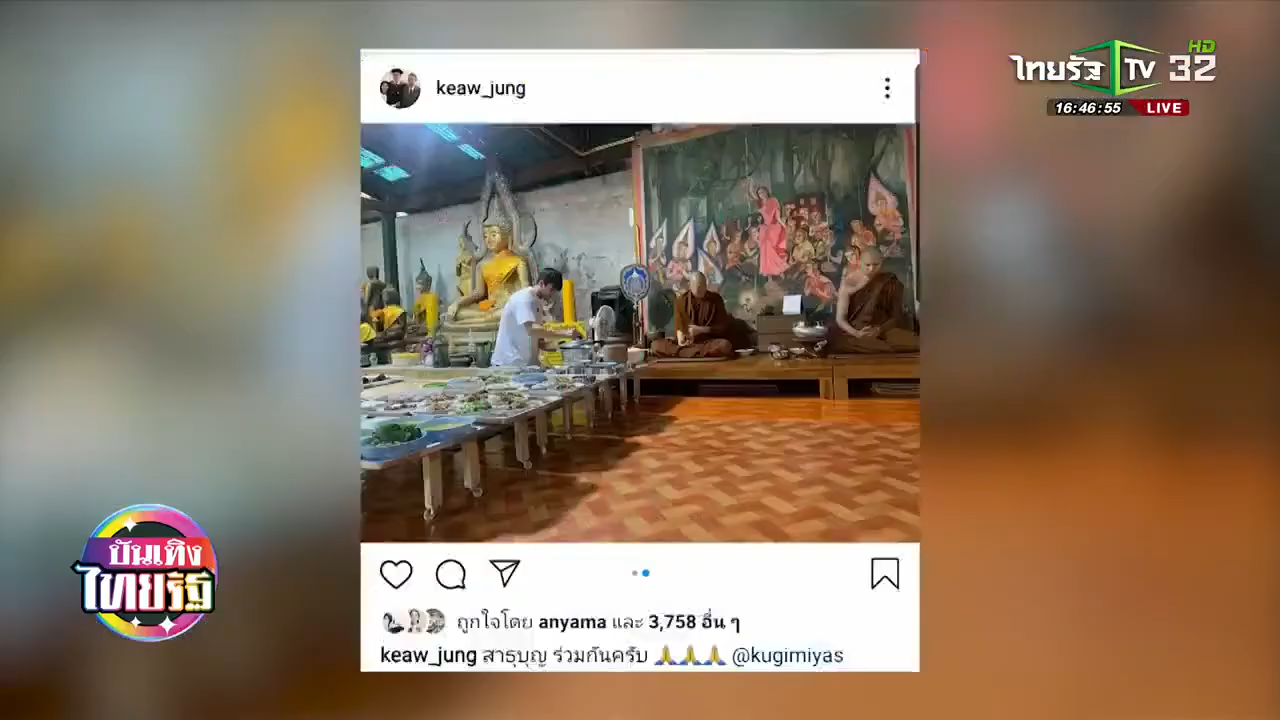 keaw_jung
ไทยรัฐ TV 32 HD
16:46:55 LIVE
บันเทิง
ไทยรัฐ
ถูกใจโดย anyama และ 3,758 อื่น ๆ
keaw_jung สาธุบุญ ร่วมกันครับ 🙏🙏🙏 @kugimiyas